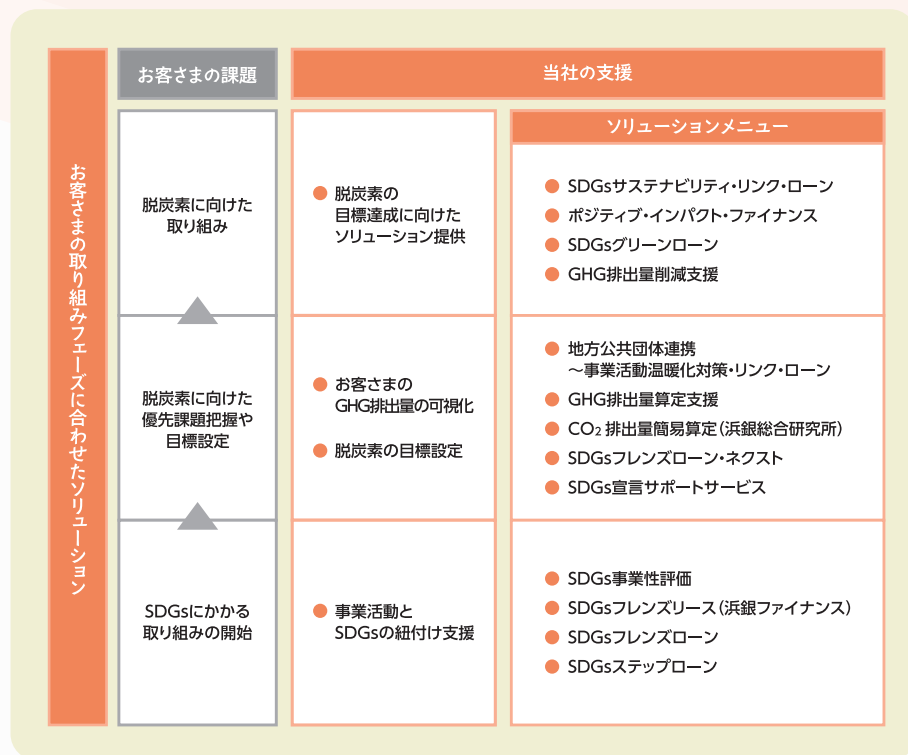 お客さまの取り組みフェーズに合わせたソリューション
お客さまの課題
当社の支援
ソリューションメニュー
脱炭素に向けた
取り組み
● 脱炭素の
目標達成に向けた
ソリューション提供
● SDGsサステナビリティ・リンク・ローン
● ポジティブ・インパクト・ファイナンス
● SDGsグリーンローン
● GHG排出量削減支援
脱炭素に向けた
優先課題把握や
目標設定
● お客さまの
GHG排出量の可視化
● 脱炭素の目標設定
● 地方公共団体連携
～事業活動温暖化対策・リンク・ローン
● GHG排出量算定支援
● CO₂排出量簡易算定（浜銀総合研究所）
● SDGsフレンズローン・ネクスト
● SDGs宣言サポートサービス
SDGsにかかる
取り組みの開始
● 事業活動と
SDGsの紐付け支援
● SDGs事業性評価
● SDGsフレンズリース（浜銀ファイナンス）
● SDGsフレンズローン
● SDGsステップローン